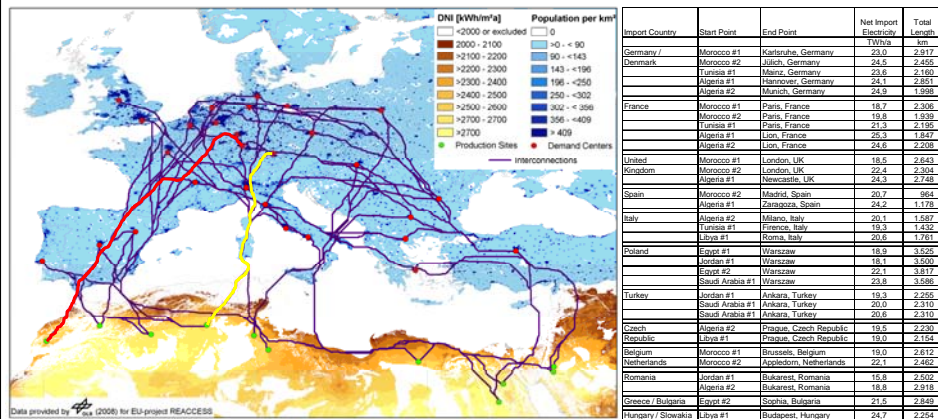 DNI [kWh/m²a] Population per km²
<2000 or excluded 0
2000 - 2100 >0 - < 90
>2100 - 2200 90 - <143
>2200 - 2300 143 - <196
>2300 - 2400 196 - <250
>2400 - 2500 250 - <302
>2500 - 2600 302 - < 356
>2600 - 2700 356 - <409
>2700 > 409
Production Sites Demand Centers
Interconnections
Data provided by DLR (2008) for EU-project REACCESS
Net Import Total
Import Country Start Point End Point Electricity Length
TWh/a km
Germany / Morocco #1 Karlsruhe, Germany 23,0 2.917
Denmark Morocco #2 Jülich, Germany 24,5 2.455
Tunisia #1 Mainz, Germany 23,6 2.160
Algeria #1 Hannover, Germany 24,1 2.851
Algeria #2 Munich, Germany 24,9 1.998
France Morocco #1 Paris, France 18,7 2.306
Morocco #2 Paris, France 19,8 1.939
Tunisia #1 Paris, France 21,3 2.195
Algeria #1 Lion, France 25,3 1.847
Algeria #2 Lion, France 24,6 2.208
United Morocco #1 London, UK 18,5 2.643
Kingdom Morocco #2 London, UK 22,4 2.304
Algeria #1 Newcastle, UK 24,3 2.748
Spain Morocco #2 Madrid, Spain 20,7 964
Algeria #1 Zaragoza, Spain 24,2 1.178
Italy Algeria #2 Milano, Italy 20,1 1.587
Tunisia #1 Firence, Italy 19,3 1.432
Libya #1 Roma, Italy 20,6 1.761
Poland Egypt #1 Warszaw 18,9 3.525
Jordan #1 Warszaw 18,1 3.500
Egypt #2 Warszaw 22,1 3.817
Saudi Arabia #1 Warszaw 23,8 3.586
Turkey Jordan #1 Ankara, Turkey 19,3 2.255
Saudi Arabia #1 Ankara, Turkey 20,0 2.310
Saudi Arabia #1 Ankara, Turkey 20,6 2.310
Czech Algeria #2 Prague, Czech Republic 19,5 2.230
Republic Libya #1 Prague, Czech Republic 19,0 2.154
Belgium Morocco #1 Brussels, Belgium 19,0 2.612
Netherlands Morocco #2 Appledorn, Netherlands 22,1 2.462
Romania Jordan #1 Bukarest, Romania 15,8 2.502
Algeria #2 Bukarest, Romania 18,8 2.918
Greece / Bulgaria Egypt #2 Sophia, Bulgaria 21,5 2.849
Hungary / Slowakia Libya #1 Budapest, Hungary 24,7 2.254